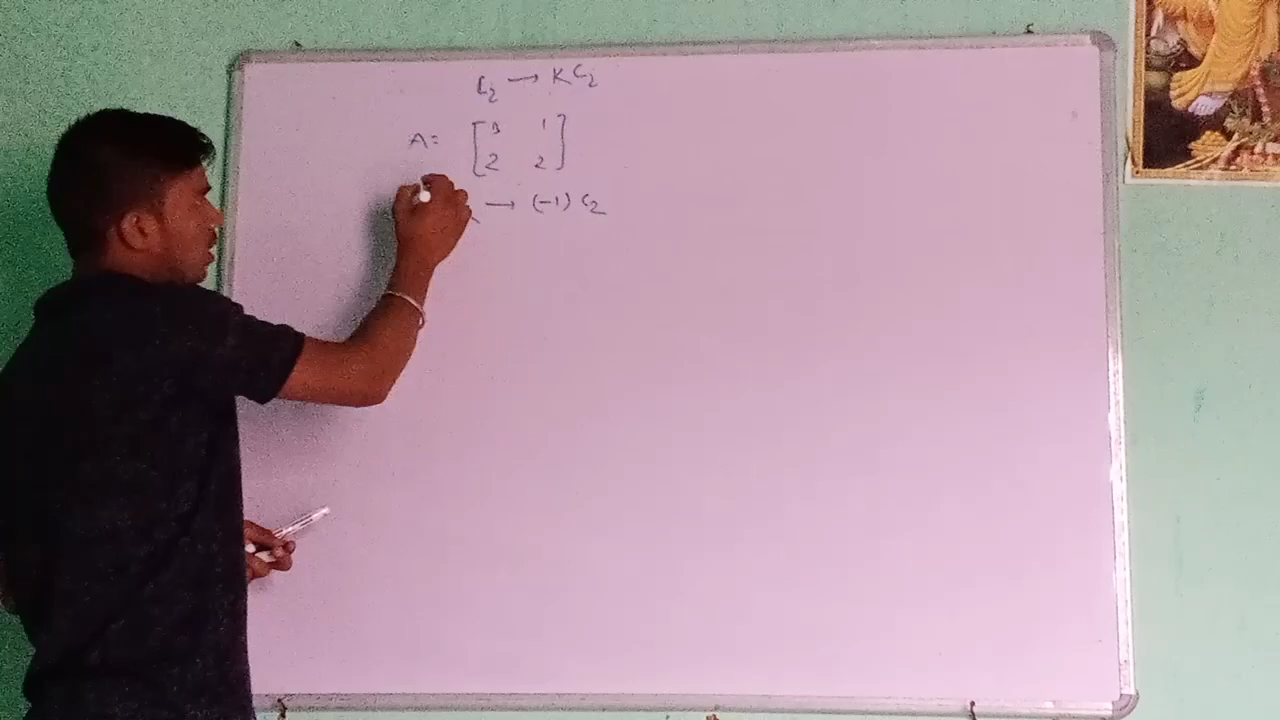 C₂ → KC₂
A = [3 1
2 2]
→ (-1) C₂